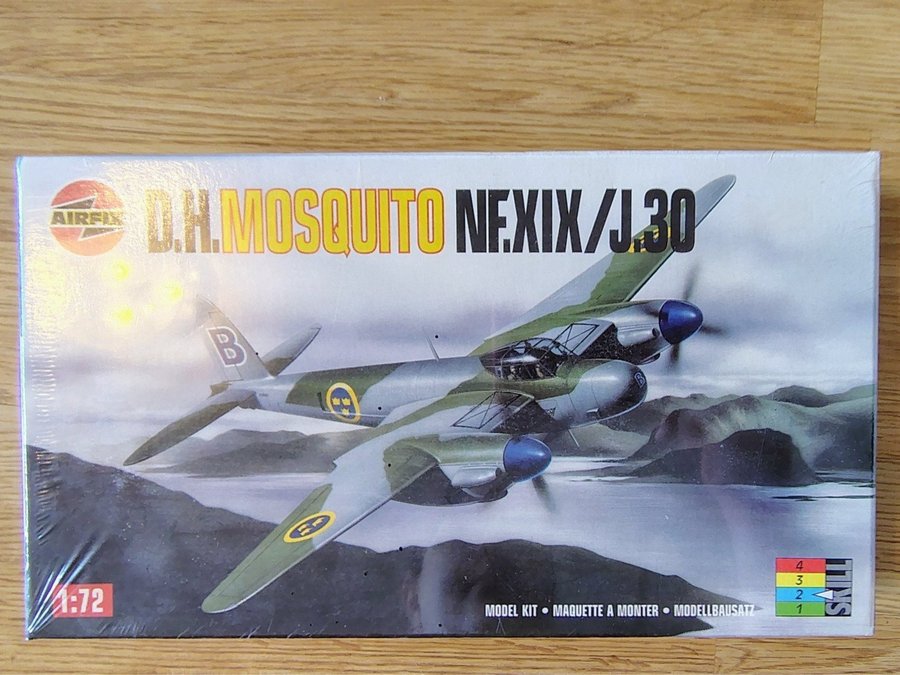 AIRFIX
D.H.MOSQUITO NF.XIX/J.30
B
1:72
MODEL KIT • MAQUETTE A MONTER • MODELLBAUSATZ
4
3
2
1
SKILL